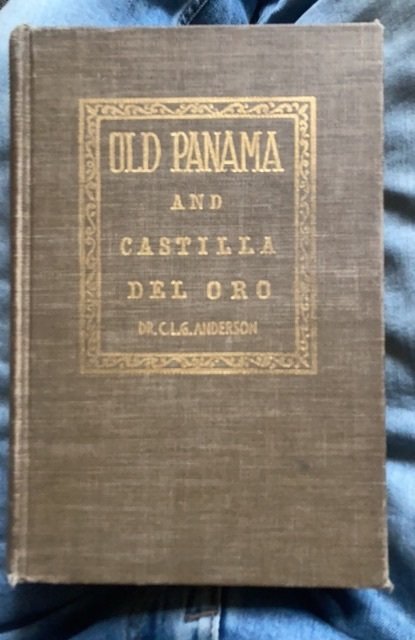 OLD PANAMA
AND
CASTILLA
DEL ORO
DR. C.L.G. ANDERSON